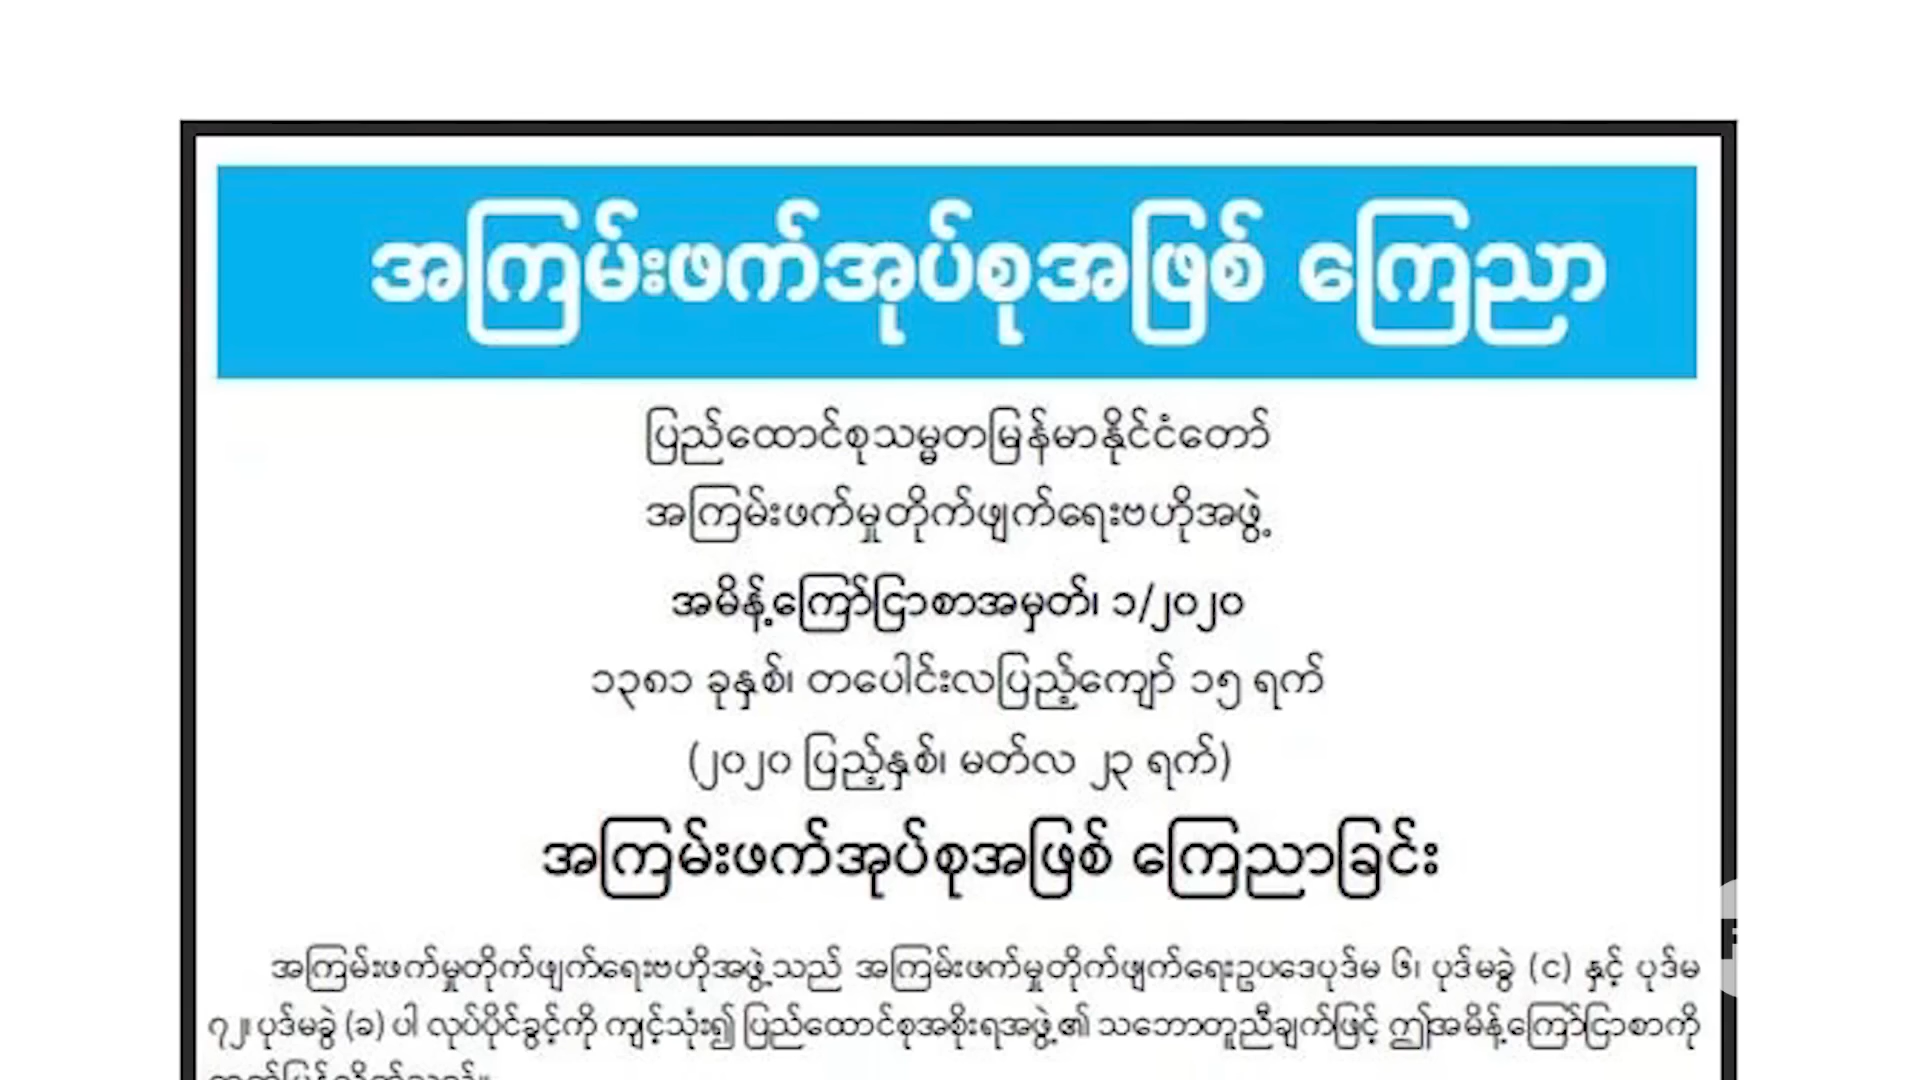 အကြမ်းဖက်အုပ်စုအဖြစ် ကြေညာ
ပြည်ထောင်စုသမ္မတမြန်မာနိုင်ငံတော်
အကြမ်းဖက်မှုတိုက်ဖျက်ရေးဗဟိုအဖွဲ့
အမိန့်ကြော်ငြာစာအမှတ်၊ ၁/၂၀၂၀
၁၃၈၁ ခုနှစ်၊ တပေါင်းလပြည့်ကျော် ၁၅ ရက်
(၂၀၂၀ ပြည့်နှစ်၊ မတ်လ ၂၃ ရက်)
အကြမ်းဖက်အုပ်စုအဖြစ် ကြေညာခြင်း
အကြမ်းဖက်မှုတိုက်ဖျက်ရေးဗဟိုအဖွဲ့သည် အကြမ်းဖက်မှုတိုက်ဖျက်ရေးဥပဒေပုဒ်မ ၆၊ ပုဒ်မခွဲ (င) နှင့် ပုဒ်မ
၇၂၊ ပုဒ်မခွဲ (ခ) ပါ လုပ်ပိုင်ခွင့်ကို ကျင့်သုံး၍ ပြည်ထောင်စုအစိုးရအဖွဲ့၏ သဘောတူညီချက်ဖြင့် ဤအမိန့်ကြော်ငြာစာကို